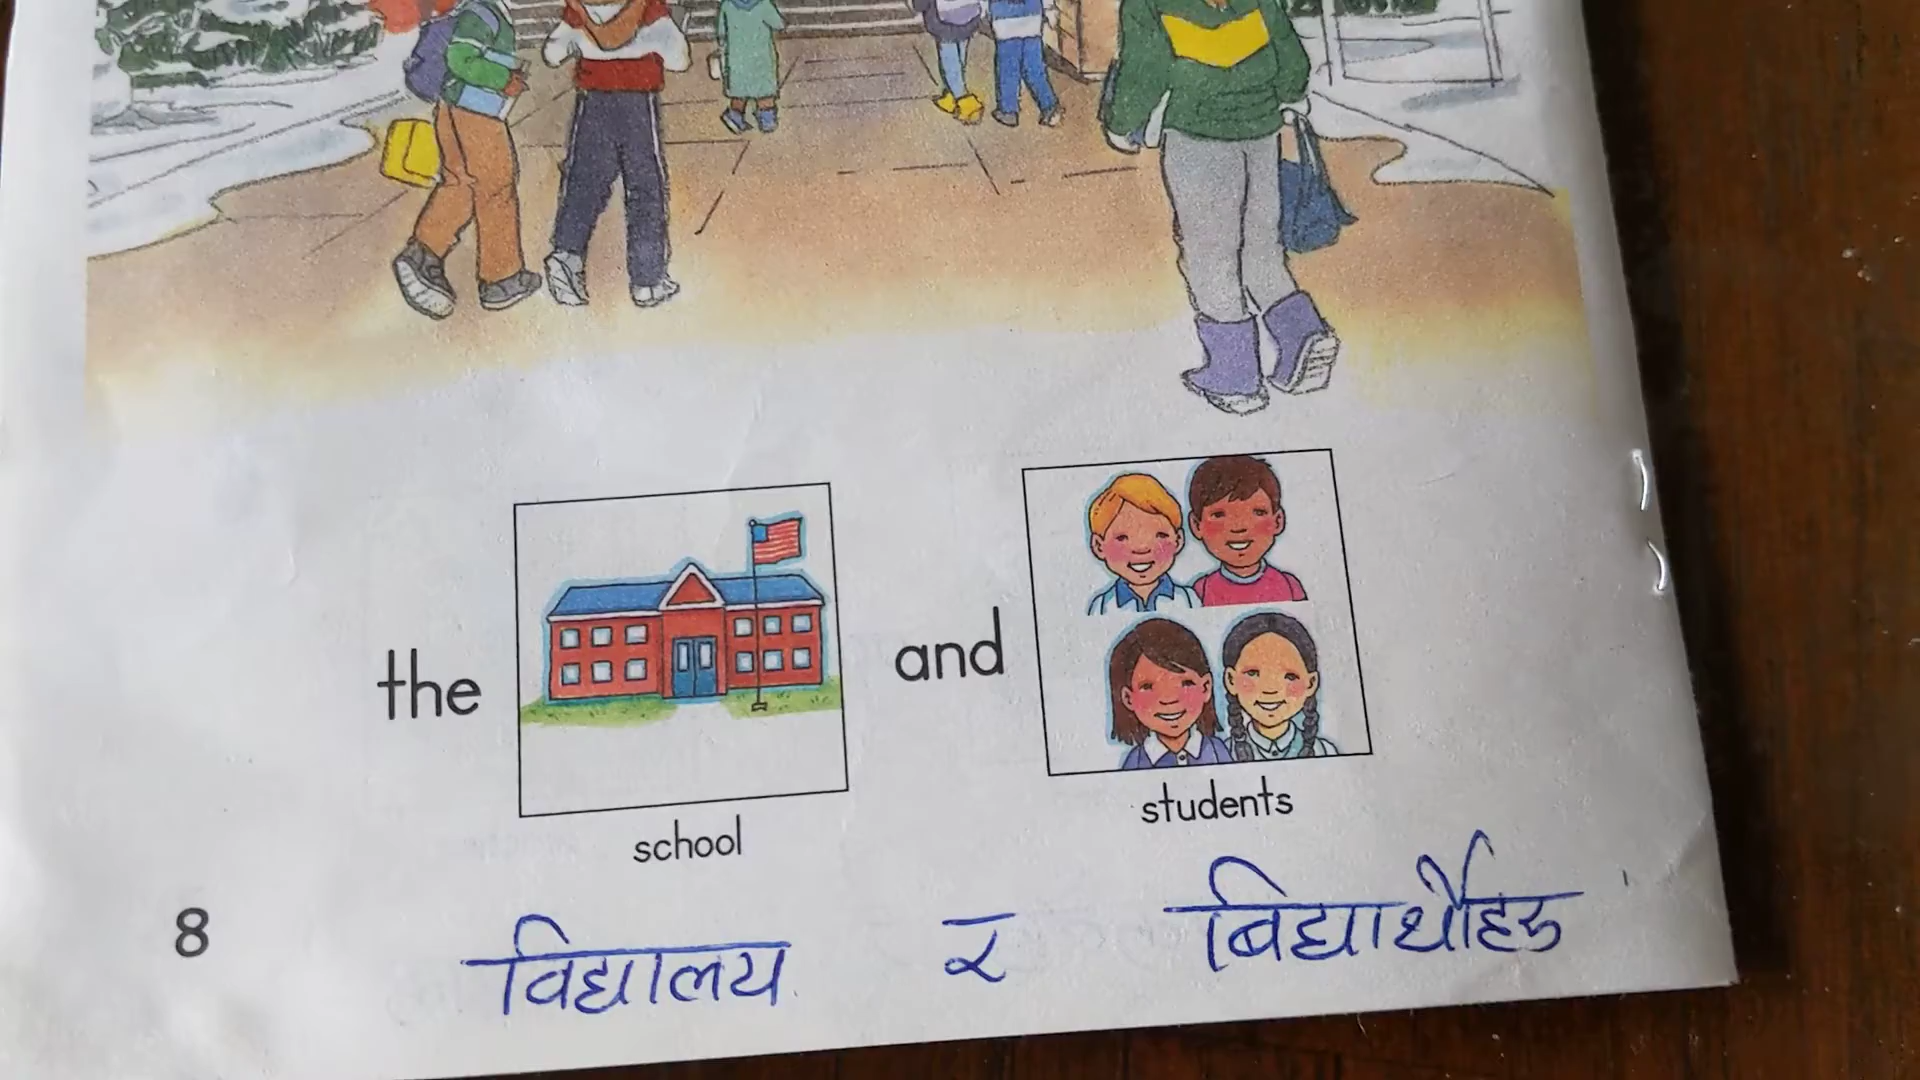 the and
school students
8
विद्यालय र बिद्यार्थीहरु